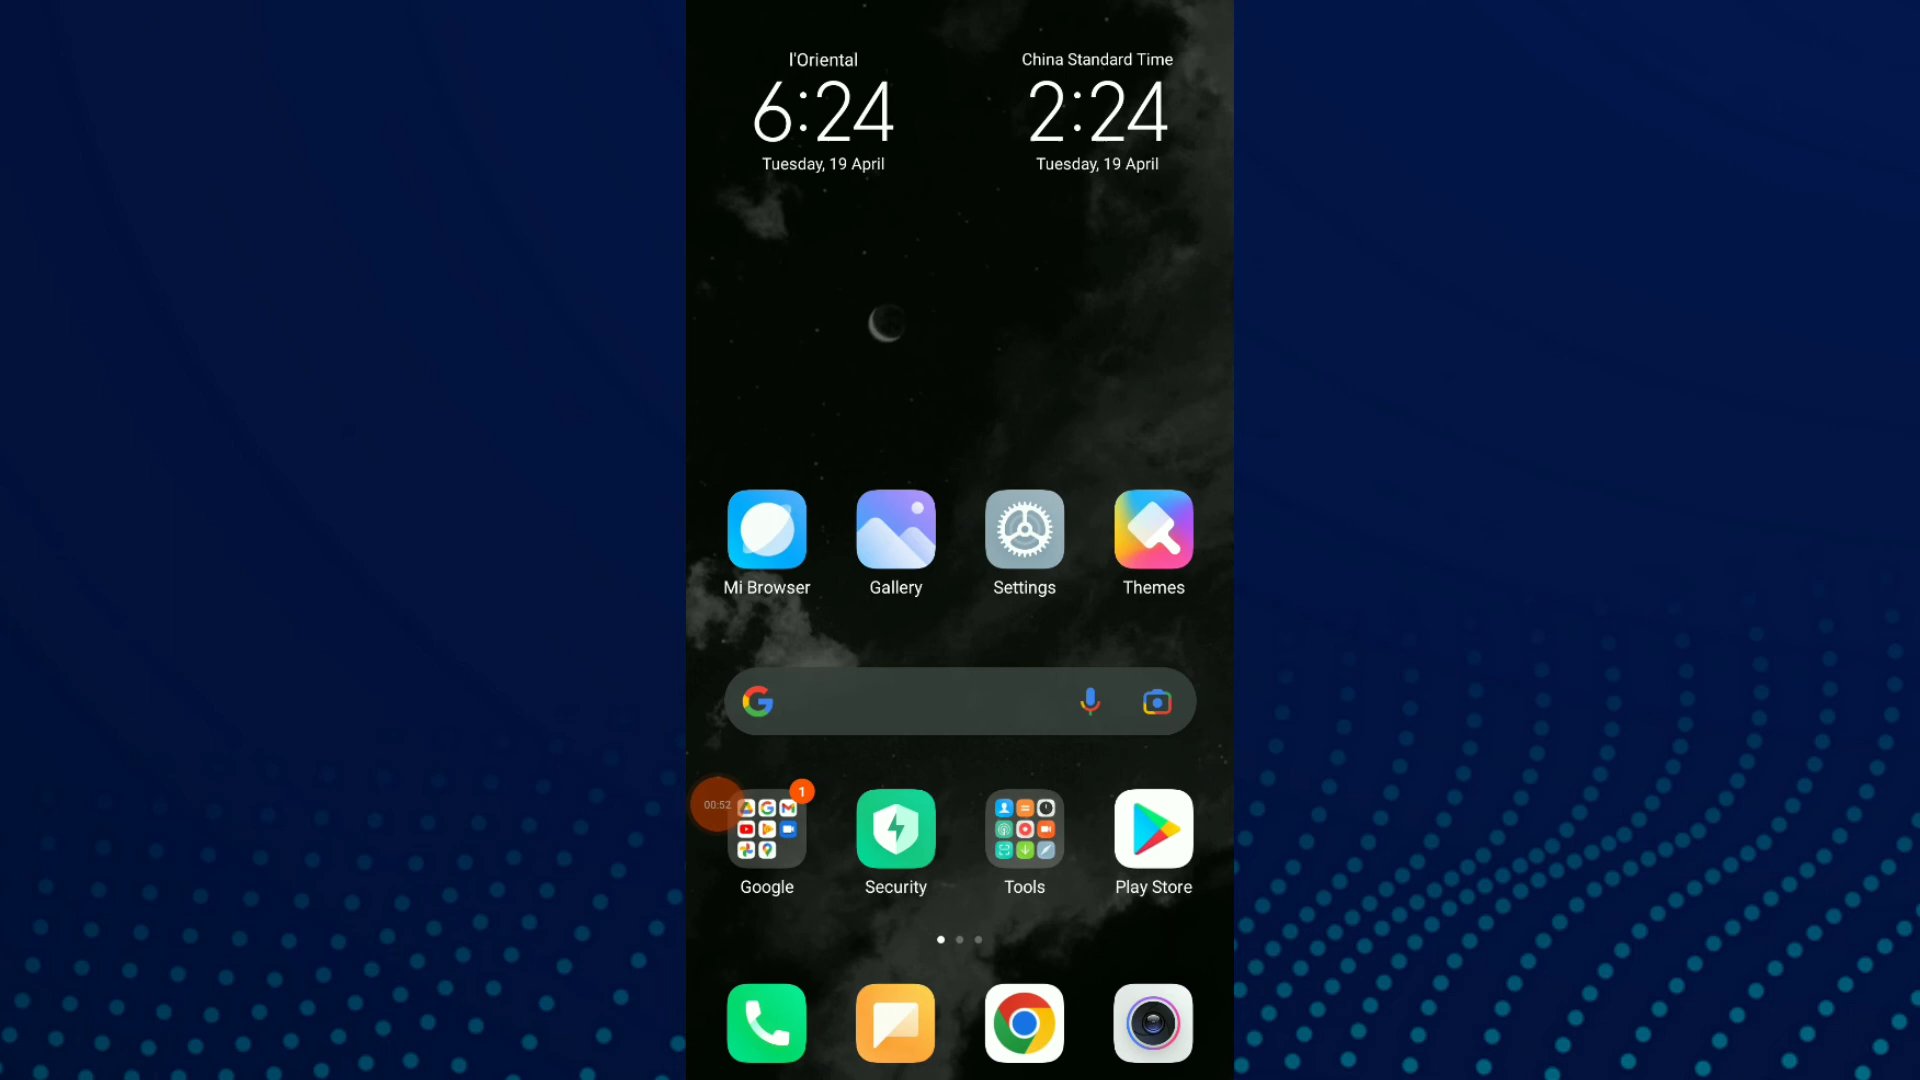 l'Oriental
6:24
Tuesday, 19 April
China Standard Time
2:24
Tuesday, 19 April
Mi Browser
Gallery
Settings
Themes
00:52
1
Google
Security
Tools
Play Store